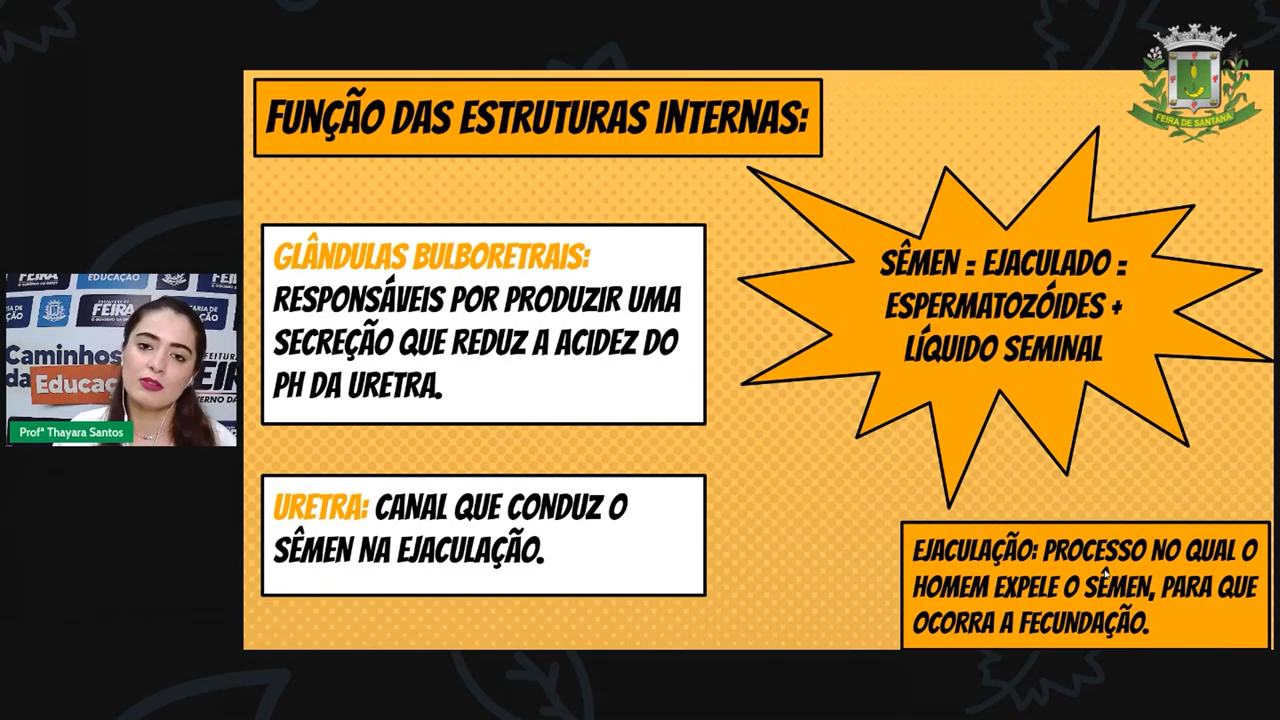 FUNÇÃO DAS ESTRUTURAS INTERNAS:
FEIRA DE SANTANA
GLÂNDULAS BULBORETRAIS:
RESPONSÁVEIS POR PRODUZIR UMA
SECREÇÃO QUE REDUZ A ACIDEZ DO
PH DA URETRA.
SÊMEN = EJACULADO =
ESPERMATOZÓIDES +
LÍQUIDO SEMINAL
URETRA: CANAL QUE CONDUZ O
SÊMEN NA EJACULAÇÃO.
EJACULAÇÃO: PROCESSO NO QUAL O
HOMEM EXPELE O SÊMEN, PARA QUE
OCORRA A FECUNDAÇÃO.
EDUCAÇÃO
FEIRA
Caminhos
da Educaç
Profª Thayara Santos